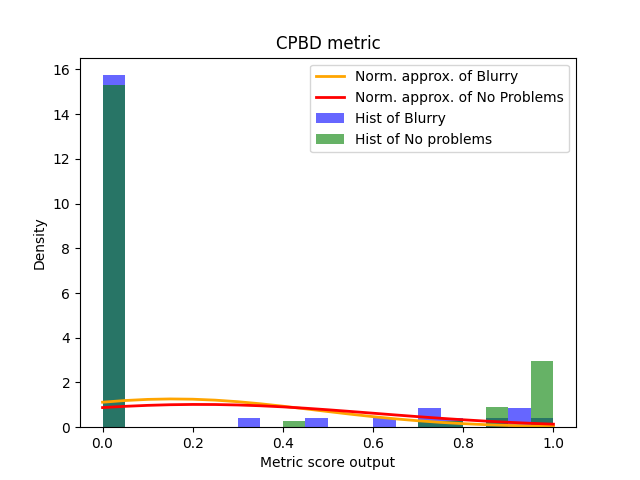 CPBD metric
Norm. approx. of Blurry
Norm. approx. of No Problems
Hist of Blurry
Hist of No problems
16
14
12
10
8
6
4
2
0
Density
0.0 0.2 0.4 0.6 0.8 1.0
Metric score output